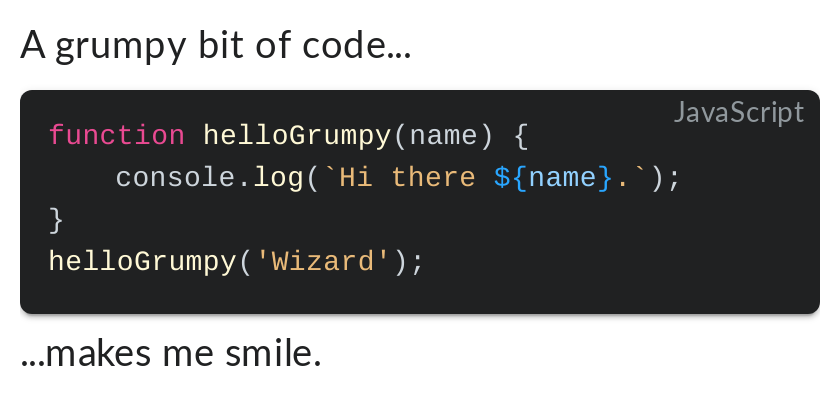 A grumpy bit of code...
JavaScript
function helloGrumpy(name) {
    console.log(`Hi there ${name}.`);
}
helloGrumpy('Wizard');
...makes me smile.